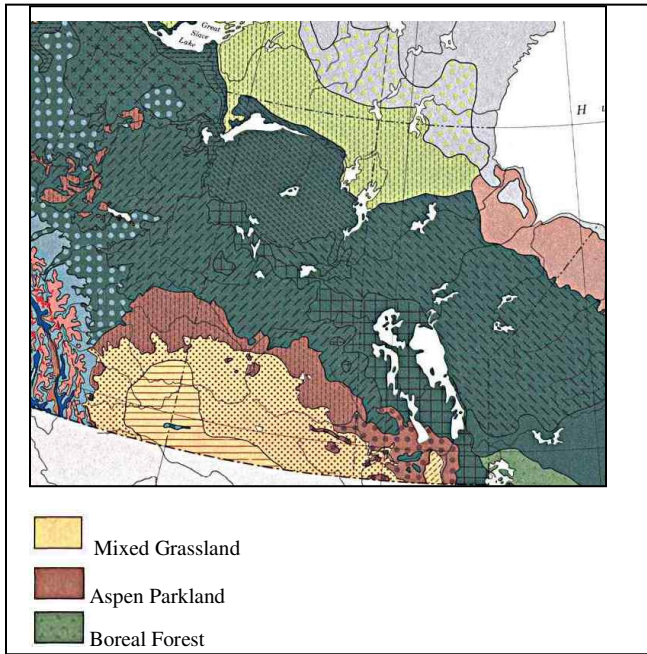 Great
Slave
Lake
H u
Mixed Grassland
Aspen Parkland
Boreal Forest